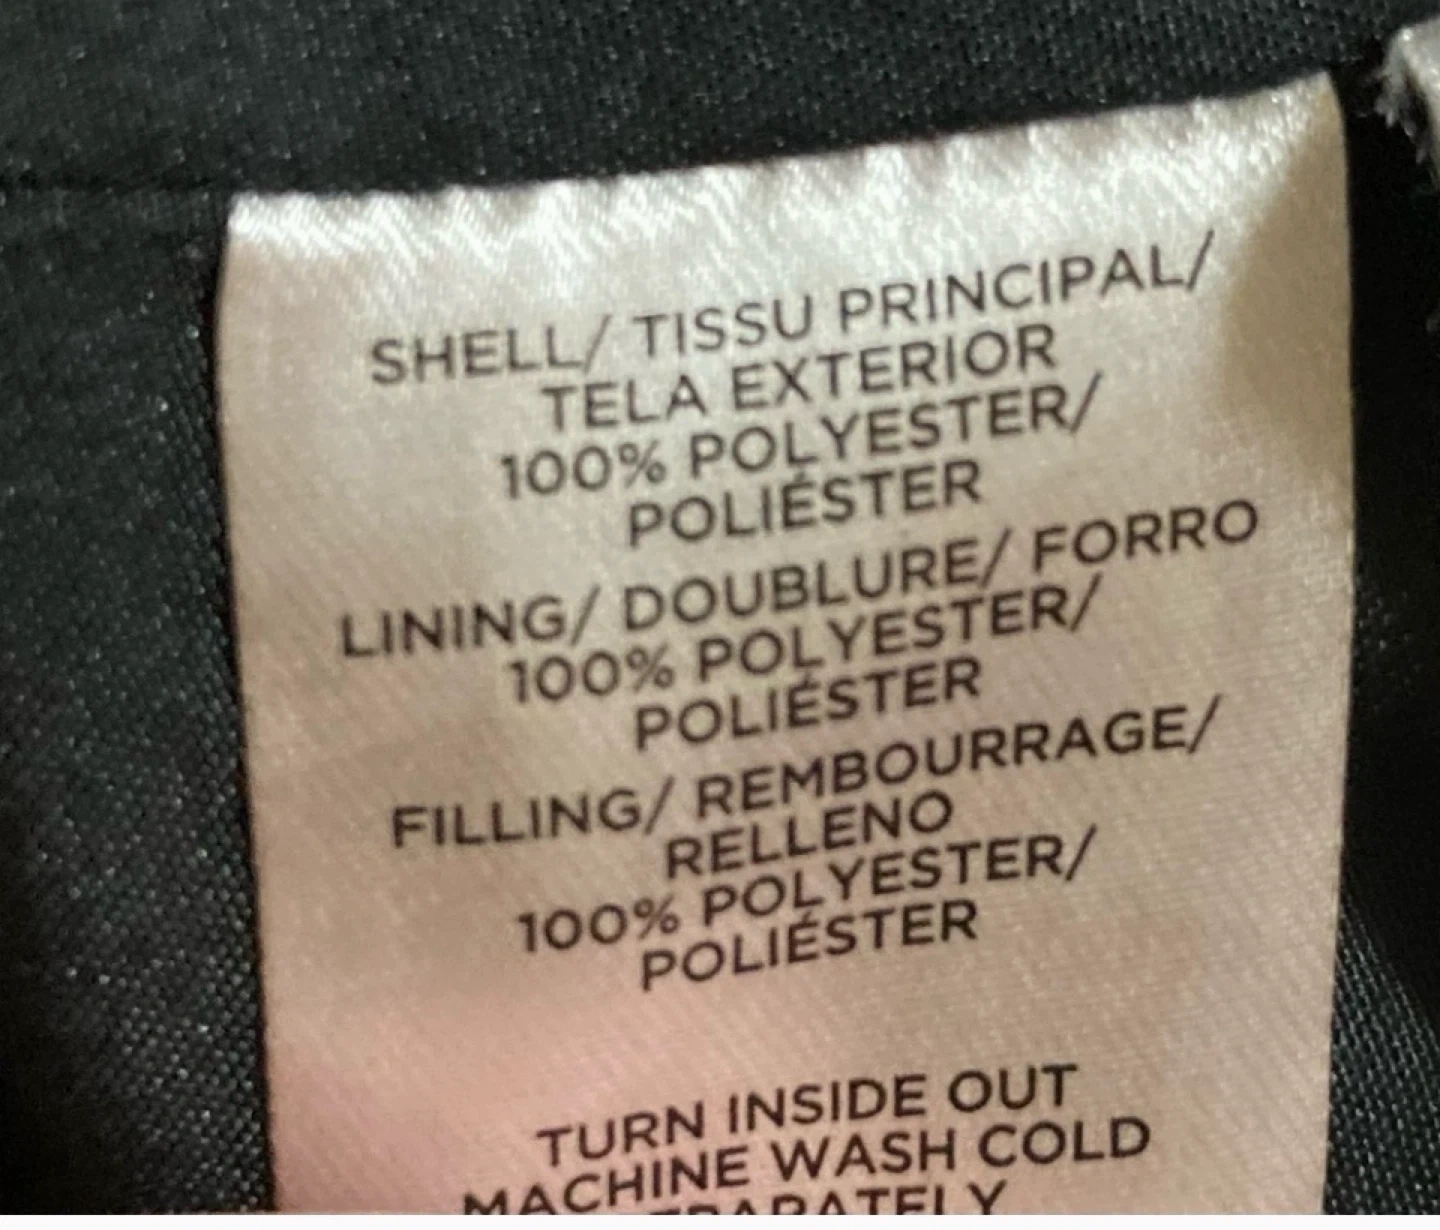 SHELL/ TISSU PRINCIPAL/
TELA EXTERIOR
100% POLYESTER/
POLIÉSTER
LINING/ DOUBLURE/ FORRO
100% POLYESTER/
POLIÉSTER
FILLING/ REMBOURRAGE/
RELLENO
100% POLYESTER/
POLIÉSTER
TURN INSIDE OUT
MACHINE WASH COLD